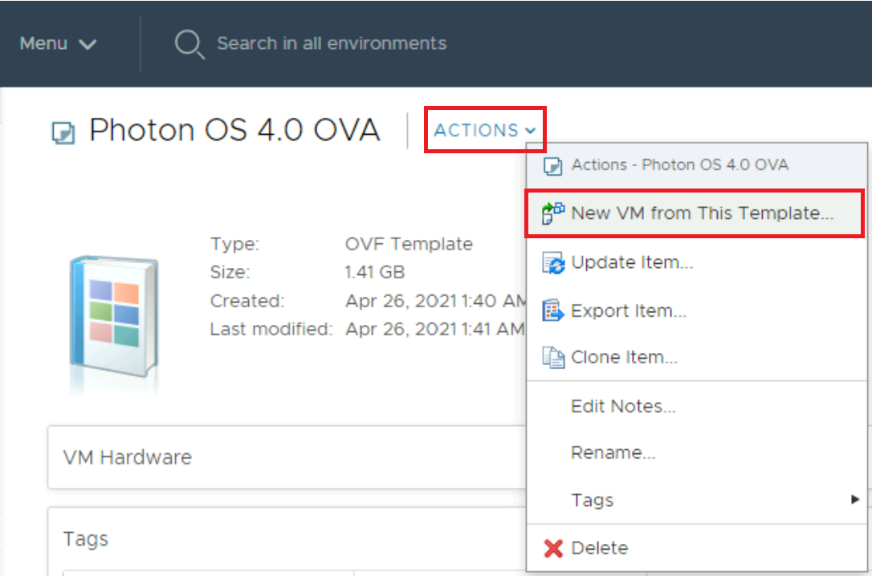 Menu
Search in all environments
Photon OS 4.0 OVA
ACTIONS
Actions - Photon OS 4.0 OVA
New VM from This Template...
Update Item...
Export Item...
Clone Item...
Edit Notes...
Rename...
Tags
Delete
Type: OVF Template
Size: 1.41 GB
Created: Apr 26, 2021 1:40 AM
Last modified: Apr 26, 2021 1:41 AM
VM Hardware
Tags